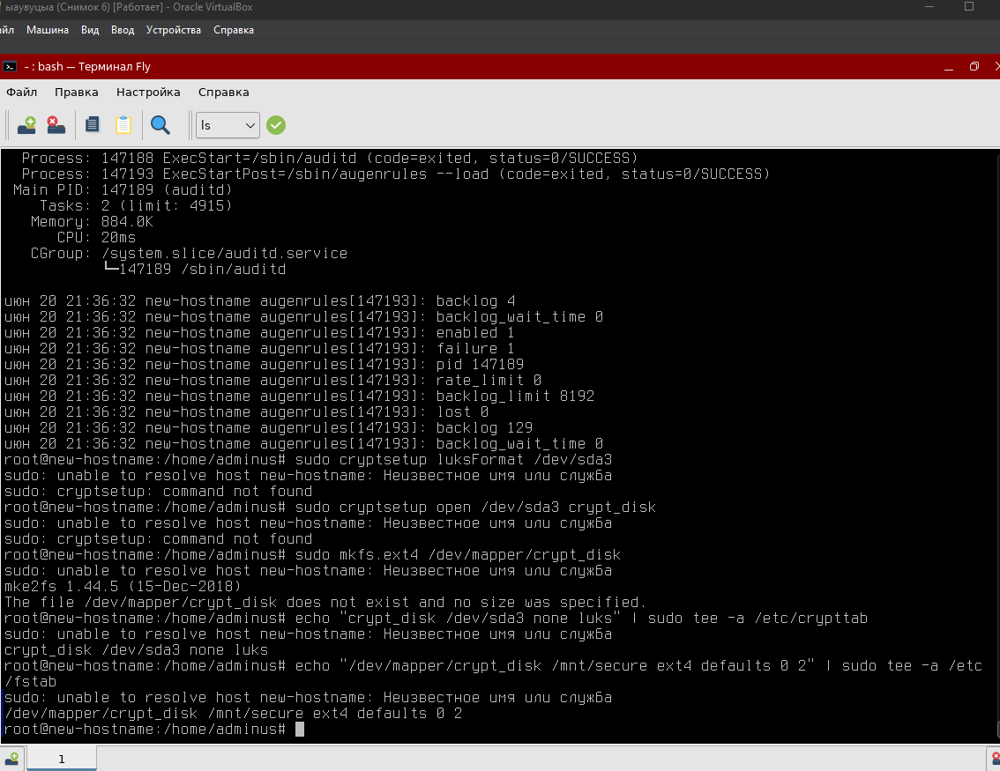 ыаувуцыа (Снимок 6) [Работает] - Oracle VirtualBox
йл Машина Вид Ввод Устройства Справка
- : bash — Терминал Fly
Файл Правка Настройка Справка
ls
Process: 147188 ExecStart=/sbin/auditd (code=exited, status=0/SUCCESS)
Process: 147193 ExecStartPost=/sbin/augenrules --load (code=exited, status=0/SUCCESS)
Main PID: 147189 (auditd)
Tasks: 2 (limit: 4915)
Memory: 884.0K
CPU: 20ms
CGroup: /system.slice/auditd.service
└─147189 /sbin/auditd
июн 20 21:36:32 new-hostname augenrules[147193]: backlog 4
июн 20 21:36:32 new-hostname augenrules[147193]: backlog_wait_time 0
июн 20 21:36:32 new-hostname augenrules[147193]: enabled 1
июн 20 21:36:32 new-hostname augenrules[147193]: failure 1
июн 20 21:36:32 new-hostname augenrules[147193]: pid 147189
июн 20 21:36:32 new-hostname augenrules[147193]: rate_limit 0
июн 20 21:36:32 new-hostname augenrules[147193]: backlog_limit 8192
июн 20 21:36:32 new-hostname augenrules[147193]: lost 0
июн 20 21:36:32 new-hostname augenrules[147193]: backlog 129
июн 20 21:36:32 new-hostname augenrules[147193]: backlog_wait_time 0
root@new-hostname:/home/adminus# sudo cryptsetup luksFormat /dev/sda3
sudo: unable to resolve host new-hostname: Неизвестное имя или служба
sudo: cryptsetup: command not found
root@new-hostname:/home/adminus# sudo cryptsetup open /dev/sda3 crypt_disk
sudo: unable to resolve host new-hostname: Неизвестное имя или служба
sudo: cryptsetup: command not found
root@new-hostname:/home/adminus# sudo mkfs.ext4 /dev/mapper/crypt_disk
sudo: unable to resolve host new-hostname: Неизвестное имя или служба
mke2fs 1.44.5 (15-Dec-2018)
The file /dev/mapper/crypt_disk does not exist and no size was specified.
root@new-hostname:/home/adminus# echo "crypt_disk /dev/sda3 none luks" | sudo tee -a /etc/crypttab
sudo: unable to resolve host new-hostname: Неизвестное имя или служба
crypt_disk /dev/sda3 none luks
root@new-hostname:/home/adminus# echo "/dev/mapper/crypt_disk /mnt/secure ext4 defaults 0 2" | sudo tee -a /etc
/fstab
sudo: unable to resolve host new-hostname: Неизвестное имя или служба
/dev/mapper/crypt_disk /mnt/secure ext4 defaults 0 2
root@new-hostname:/home/adminus#
1